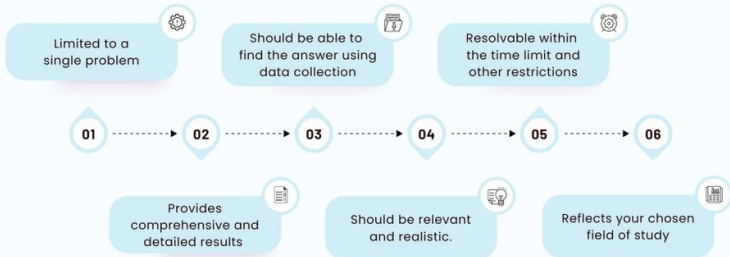 Limited to a
single problem
Should be able to
find the answer using
data collection
Resolvable within
the time limit and
other restrictions
01
02
03
04
05
06
Provides
comprehensive and
detailed results
Should be relevant
and realistic.
Reflects your chosen
field of study